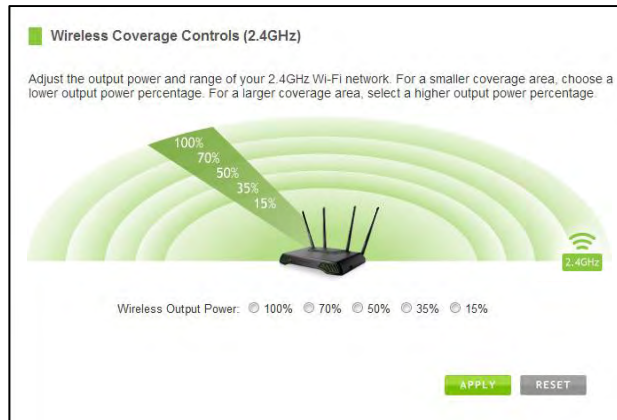 Wireless Coverage Controls (2.4GHz)
Adjust the output power and range of your 2.4GHz Wi-Fi network. For a smaller coverage area, choose a
lower output power percentage. For a larger coverage area, select a higher output power percentage.
100%
70%
50%
35%
15%
2.4GHz
Wireless Output Power: 100% 70% 50% 35% 15%
APPLY RESET